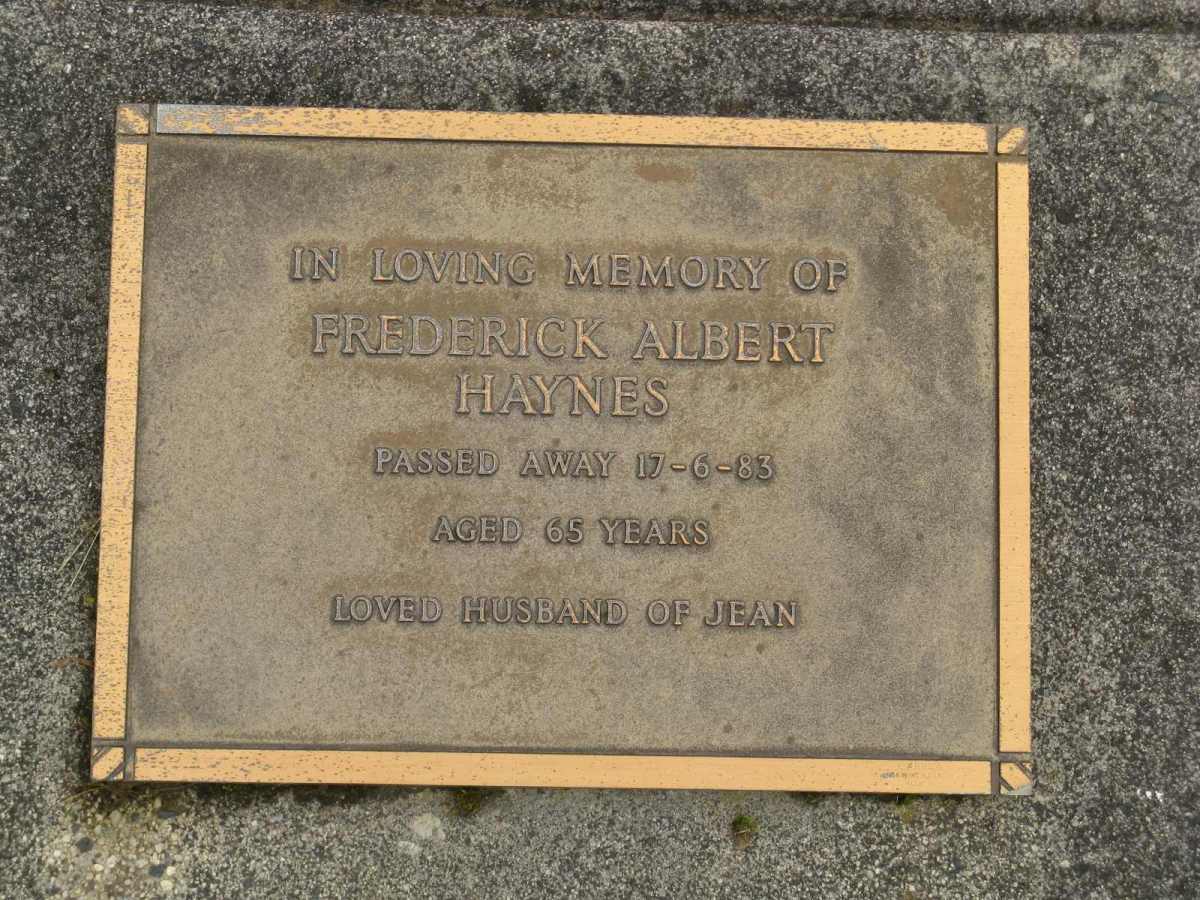 IN LOVING MEMORY OF
FREDERICK ALBERT
HAYNES
PASSED AWAY 17-6-83
AGED 65 YEARS
LOVED HUSBAND OF JEAN